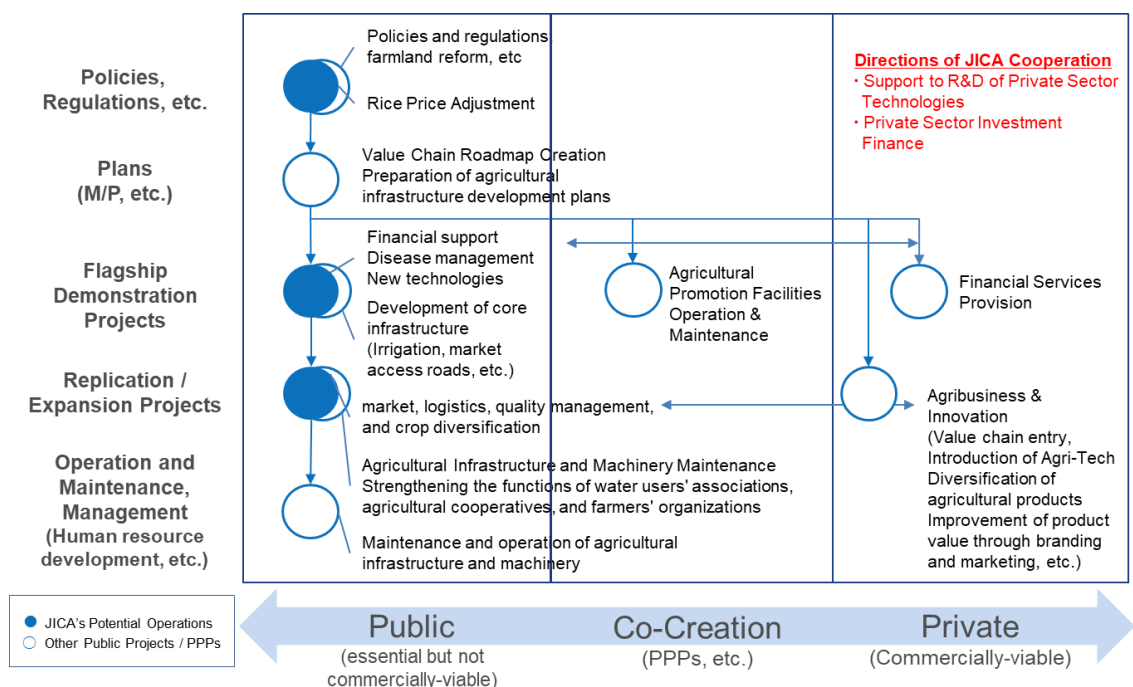 Policies,
Regulations, etc.
Policies and regulations,
farmland reform, etc
Rice Price Adjustment
Directions of JICA Cooperation
・Support to R&D of Private Sector
Technologies
・Private Sector Investment
Finance
Plans
(M/P, etc.)
Value Chain Roadmap Creation
Preparation of agricultural
infrastructure development plans
Flagship
Demonstration
Projects
Financial support
Disease management
New technologies
Development of core
infrastructure
(Irrigation, market
access roads, etc.)
Agricultural
Promotion Facilities
Operation &
Maintenance
Financial Services
Provision
Replication /
Expansion Projects
market, logistics, quality management,
and crop diversification
Agribusiness &
Innovation
(Value chain entry,
Introduction of Agri-Tech
Diversification of
agricultural products
Improvement of product
value through branding
and marketing, etc.)
Operation and
Maintenance,
Management
(Human resource
development, etc.)
Agricultural Infrastructure and Machinery Maintenance
Strengthening the functions of water users' associations,
agricultural cooperatives, and farmers' organizations
Maintenance and operation of agricultural
infrastructure and machinery
JICA's Potential Operations
Other Public Projects / PPPs
Public
(essential but not
commercially-viable)
Co-Creation
(PPPs, etc.)
Private
(Commercially-viable)